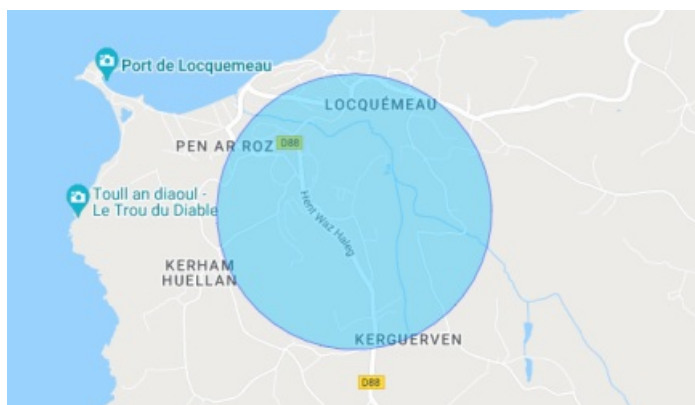 Port de Locquemeau
LOCQUÉMEAU
PEN AR ROZ
D88
Toull an diaoul -
Le Trou du Diable
Hent Waz Haleg
KERHAM
HUELLAN
KERGUERVEN
D88